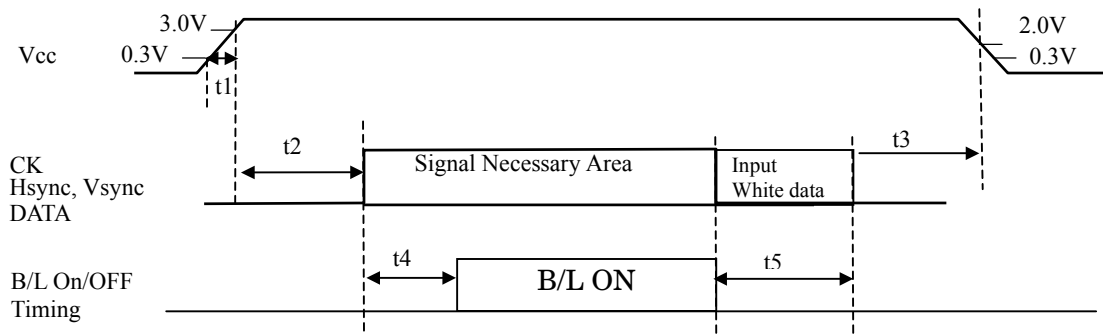 3.0V
2.0V
Vcc
0.3V
0.3V
t1
t2
t3
CK
Hsync, Vsync
DATA
Signal Necessary Area
Input
White data
t4
t5
B/L On/OFF
Timing
B/L ON